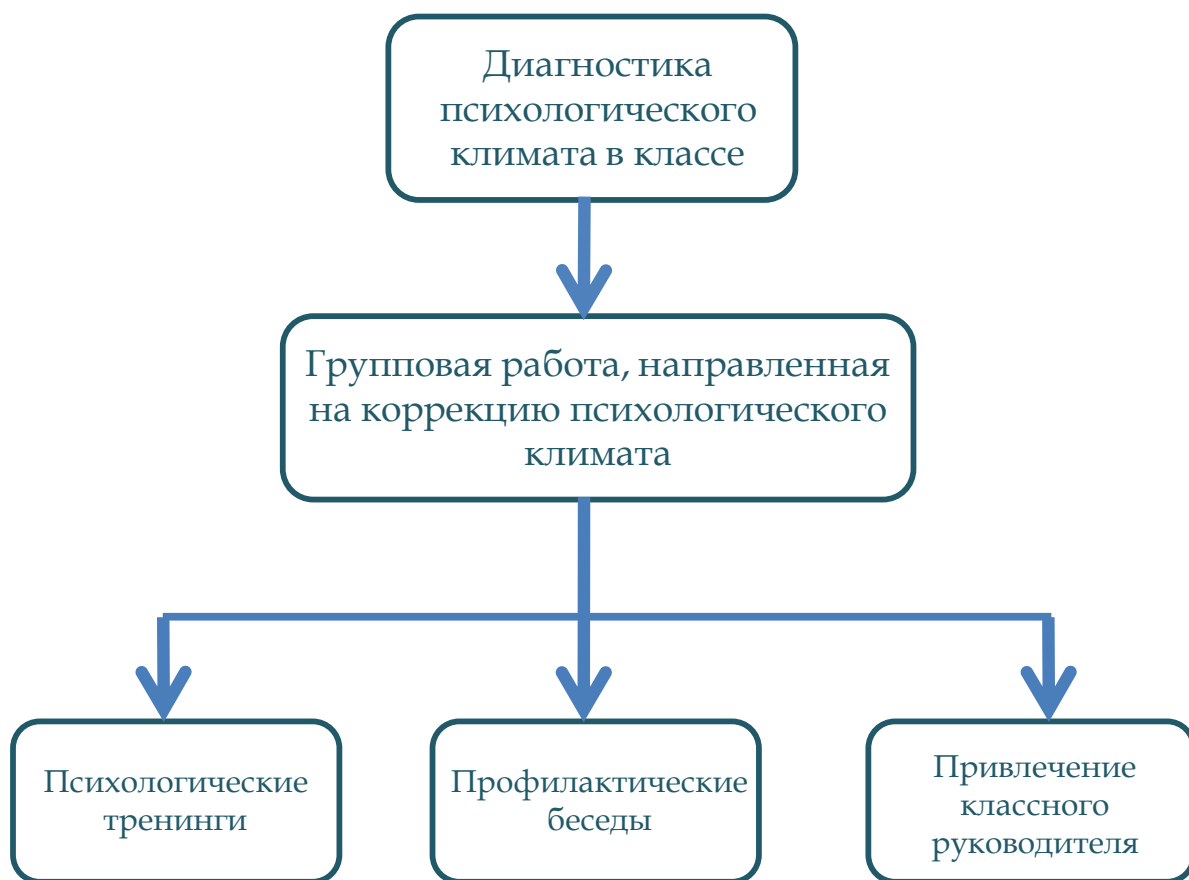 Диагностика
психологического
климата в классе
Групповая работа, направленная
на коррекцию психологического
климата
Психологические
тренинги
Профилактические
беседы
Привлечение
классного
руководителя